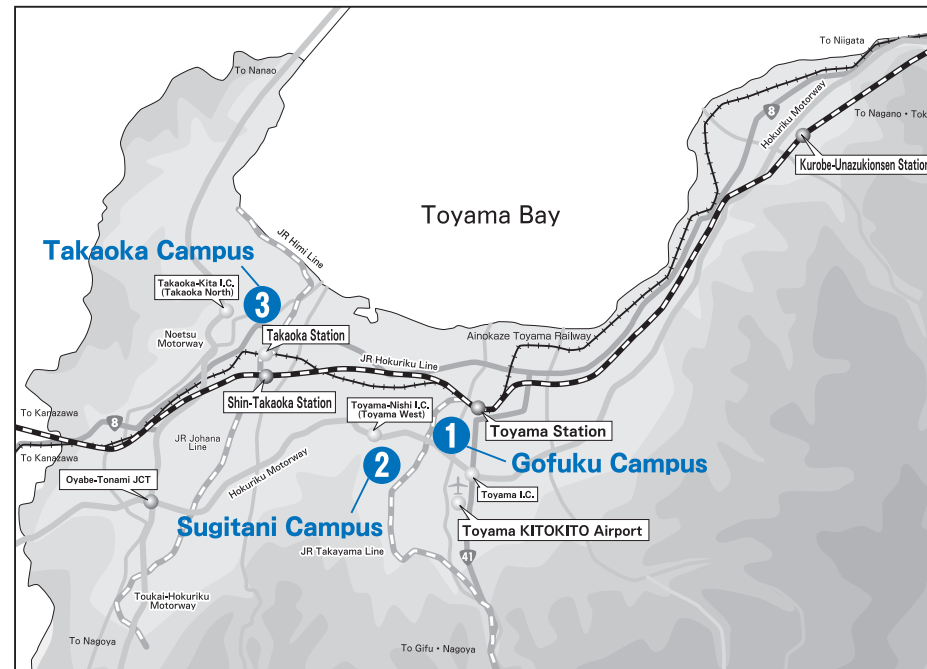 To Niigata
To Nanao
8
Hokuriku Motorway
To Nagano・Tok
Kurobe-Unazukionsen Station
Toyama Bay
JR Himi Line
Takaoka Campus
Takaoka-Kita I.C.
(Takaoka North)
3
Noetsu
Motorway
Takaoka Station
Ainokaze Toyama Railway
JR Hokuriku Line
Shin-Takaoka Station
To Kanazawa
8
Toyama-Nishi I.C.
(Toyama West)
1
Toyama Station
JR Johana
Line
To Kanazawa
2
Gofuku Campus
Oyabe-Tonami JCT
Hokuriku Motorway
Toyama I.C.
Sugitani Campus
Toyama KITOKITO Airport
JR Takayama Line
41
Toukai-Hokuriku
Motorway
To Nagoya
To Gifu・Nagoya